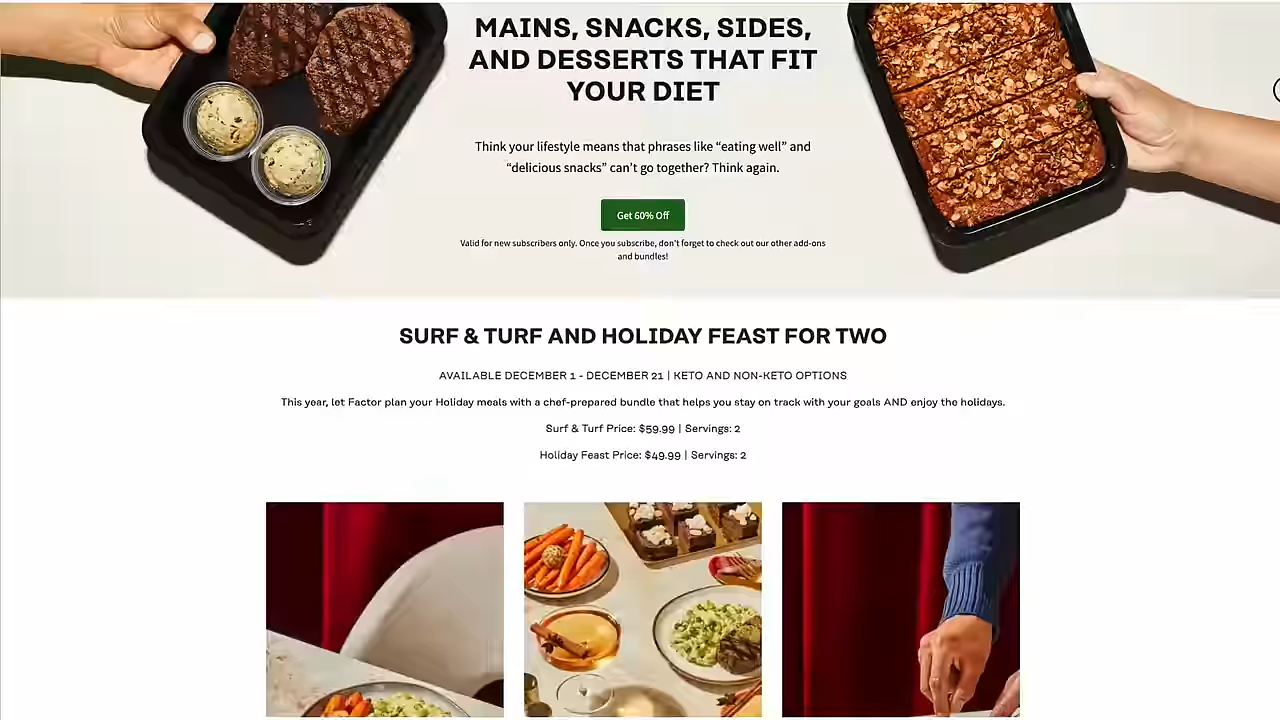 MAINS, SNACKS, SIDES,
AND DESSERTS THAT FIT
YOUR DIET
Think your lifestyle means that phrases like “eating well” and
“delicious snacks” can’t go together? Think again.
Get 60% Off
Valid for new subscribers only. Once you subscribe, don't forget to check out our other add-ons
and bundles!
SURF & TURF AND HOLIDAY FEAST FOR TWO
AVAILABLE DECEMBER 1 - DECEMBER 21 | KETO AND NON-KETO OPTIONS
This year, let Factor plan your Holiday meals with a chef-prepared bundle that helps you stay on track with your goals AND enjoy the holidays.
Surf & Turf Price: $59.99 | Servings: 2
Holiday Feast Price: $49.99 | Servings: 2